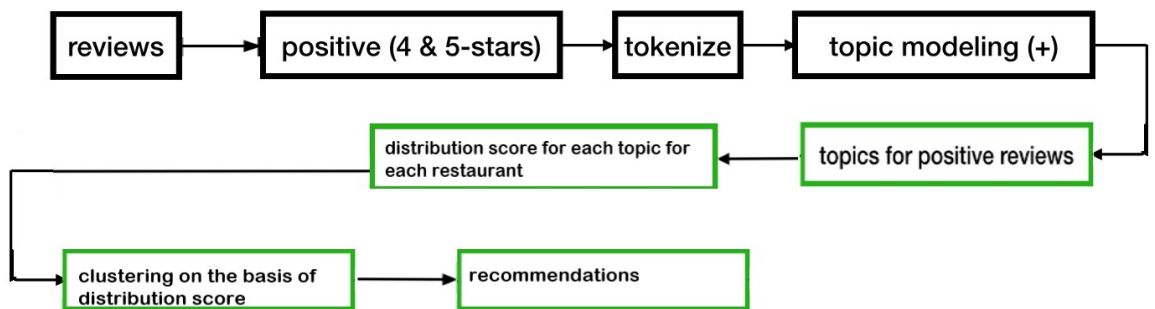 reviews
positive (4 & 5-stars)
tokenize
topic modeling (+)
topics for positive reviews
distribution score for each topic for
each restaurant
clustering on the basis of
distribution score
recommendations